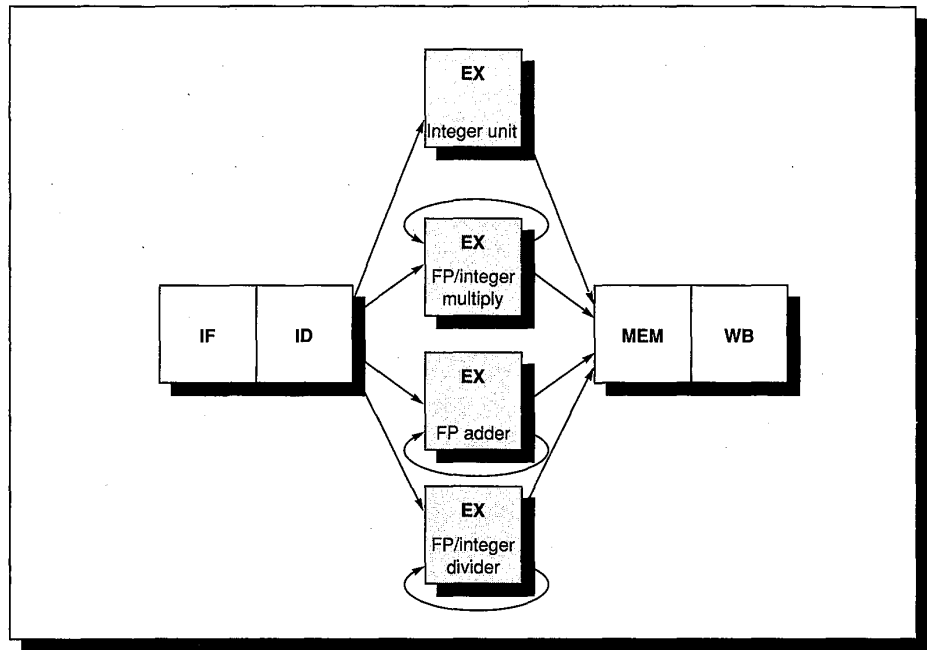 EX
Integer unit
EX
FP/integer
multiply
IF
ID
MEM
WB
EX
FP adder
EX
FP/integer
divider